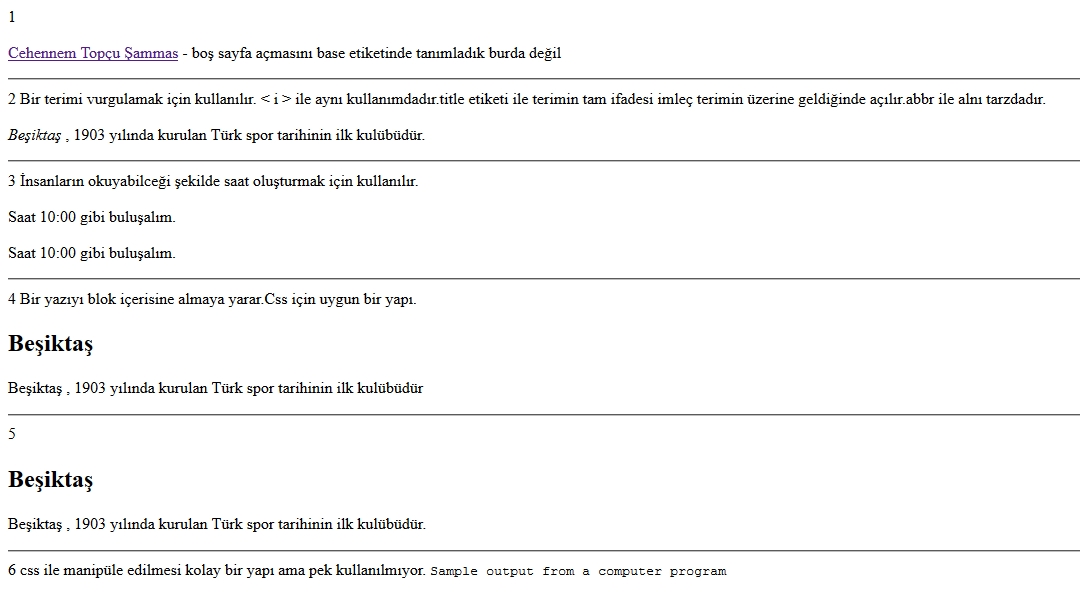 1
Cehennem Topçu Şammas - boş sayfa açmasını base etiketinde tanımladık burda değil
2 Bir terimi vurgulamak için kullanılır. < i > ile aynı kullanımdadır.title etiketi ile terimin tam ifadesi imleç terimin üzerine geldiğinde açılır.abbr ile alnı tarzdadır.
Beşiktaş , 1903 yılında kurulan Türk spor tarihinin ilk kulübüdür.
3 İnsanların okuyabilceği şekilde saat oluşturmak için kullanılır.
Saat 10:00 gibi buluşalım.
Saat 10:00 gibi buluşalım.
4 Bir yazıyı blok içerisine almaya yarar.Css için uygun bir yapı.
Beşiktaş
Beşiktaş , 1903 yılında kurulan Türk spor tarihinin ilk kulübüdür
5
Beşiktaş
Beşiktaş , 1903 yılında kurulan Türk spor tarihinin ilk kulübüdür.
6 css ile manipüle edilmesi kolay bir yapı ama pek kullanılmıyor. Sample output from a computer program